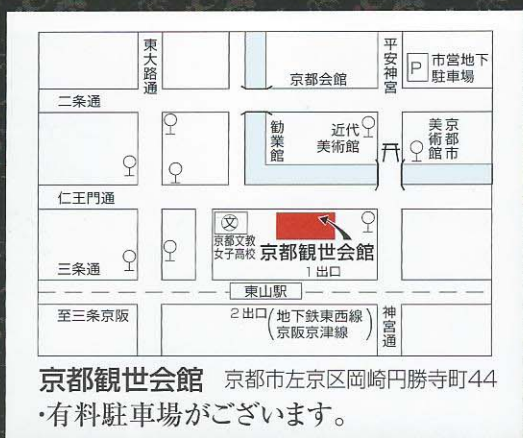 東大路通
平安神宮
P
市営地下
駐車場
京都会館
二条通
勧業館
近代
美術館
京都市
美術館
仁王門通
文
京都文教
女子高校
京都観世会館
1出口
三条通
東山駅
至三条京阪
2出口
(地下鉄東西線
京阪京津線)
神宮通
京都観世会館 京都市左京区岡崎円勝寺町44
・有料駐車場がございます。